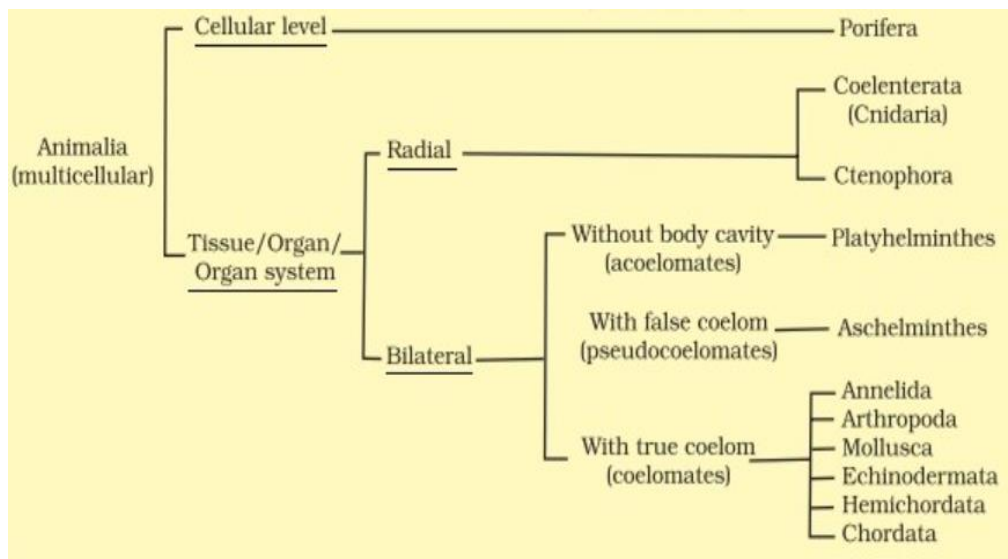 Cellular level
Porifera
Coelenterata
(Cnidaria)
Animalia
(multicellular)
Radial
Ctenophora
Tissue/Organ/
Organ system
Without body cavity
(acoelomates)
Platyhelminthes
With false coelom
(pseudocoelomates)
Aschelminthes
Bilateral
Annelida
Arthropoda
With true coelom
(coelomates)
Mollusca
Echinodermata
Hemichordata
Chordata